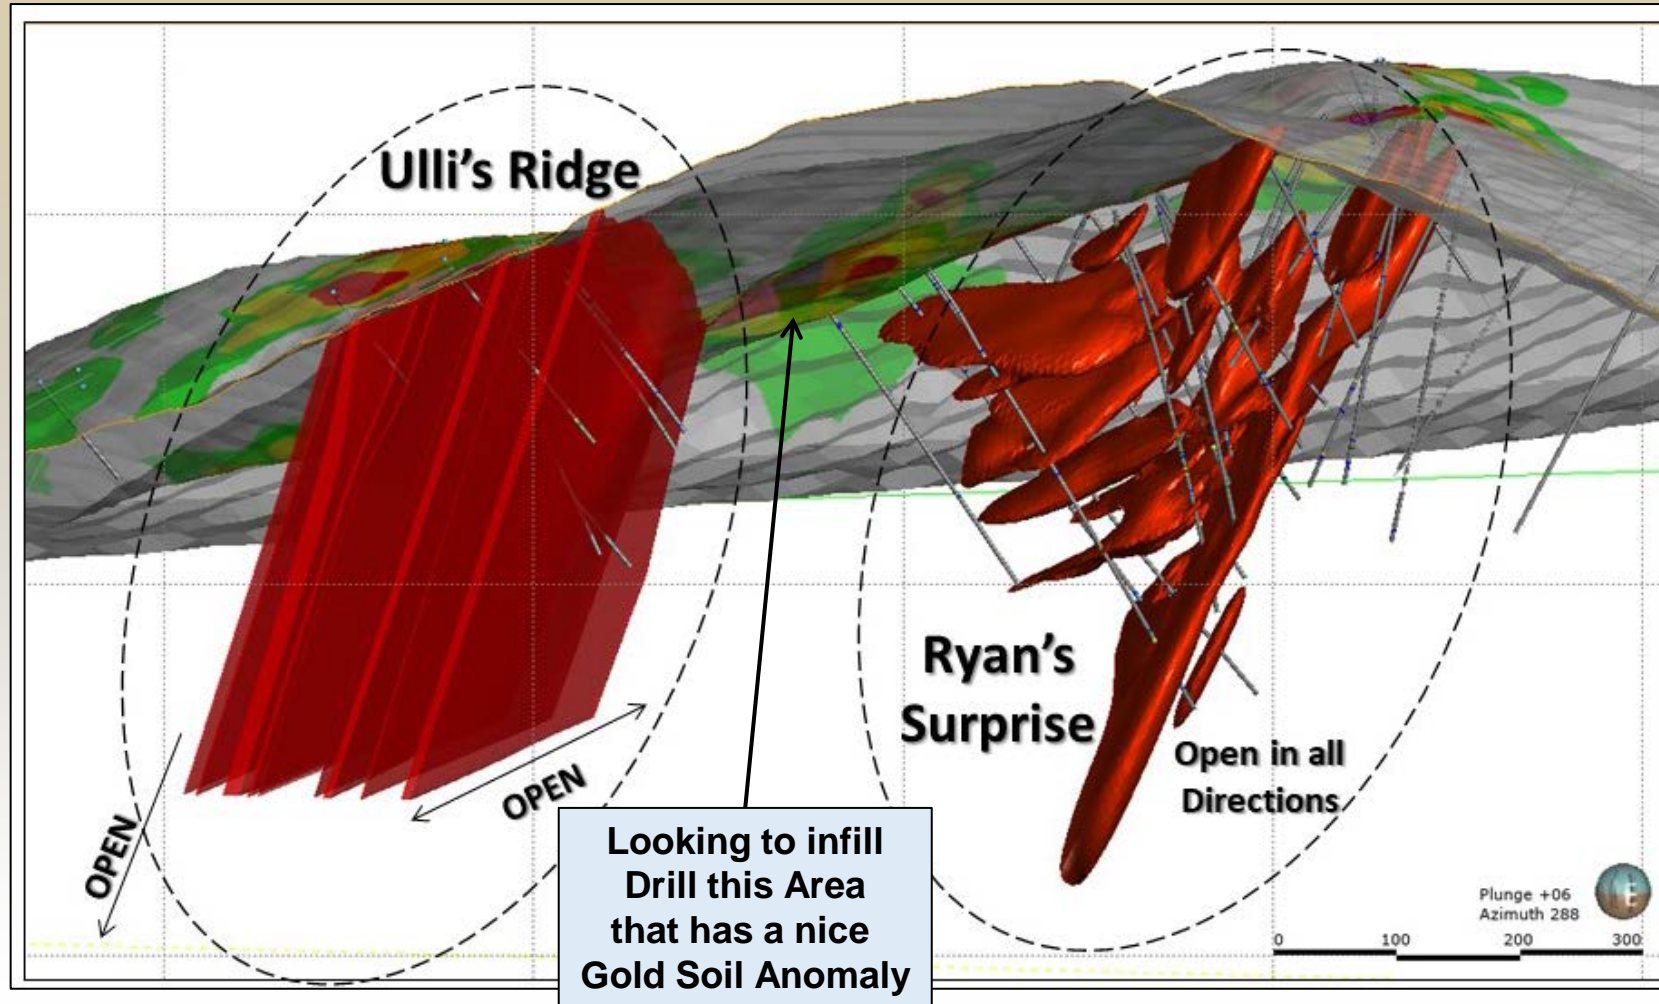 Ulli's Ridge
Ryan's
Surprise
Open in all
Directions
OPEN
OPEN
Looking to infill
Drill this Area
that has a nice
Gold Soil Anomaly
Plunge +06
Azimuth 288
E
0 100 200 300